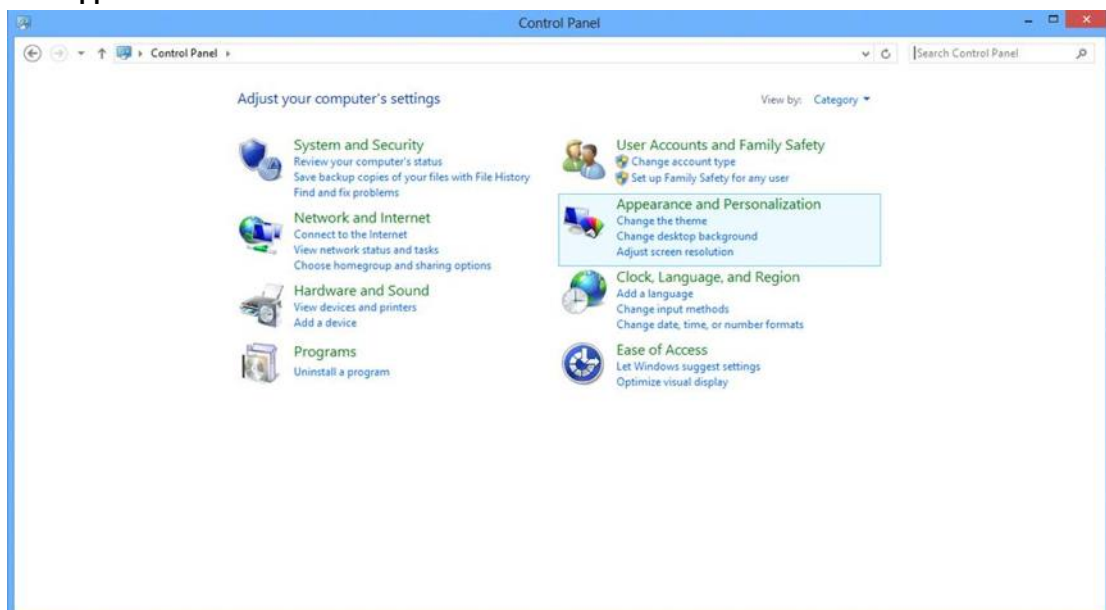 Control Panel
Control Panel
Search Control Panel
Adjust your computer's settings
View by: Category
System and Security
Review your computer's status
Save backup copies of your files with File History
Find and fix problems
Network and Internet
Connect to the Internet
View network status and tasks
Choose homegroup and sharing options
Hardware and Sound
View devices and printers
Add a device
Programs
Uninstall a program
User Accounts and Family Safety
Change account type
Set up Family Safety for any user
Appearance and Personalization
Change the theme
Change desktop background
Adjust screen resolution
Clock, Language, and Region
Add a language
Change input methods
Change date, time, or number formats
Ease of Access
Let Windows suggest settings
Optimize visual display